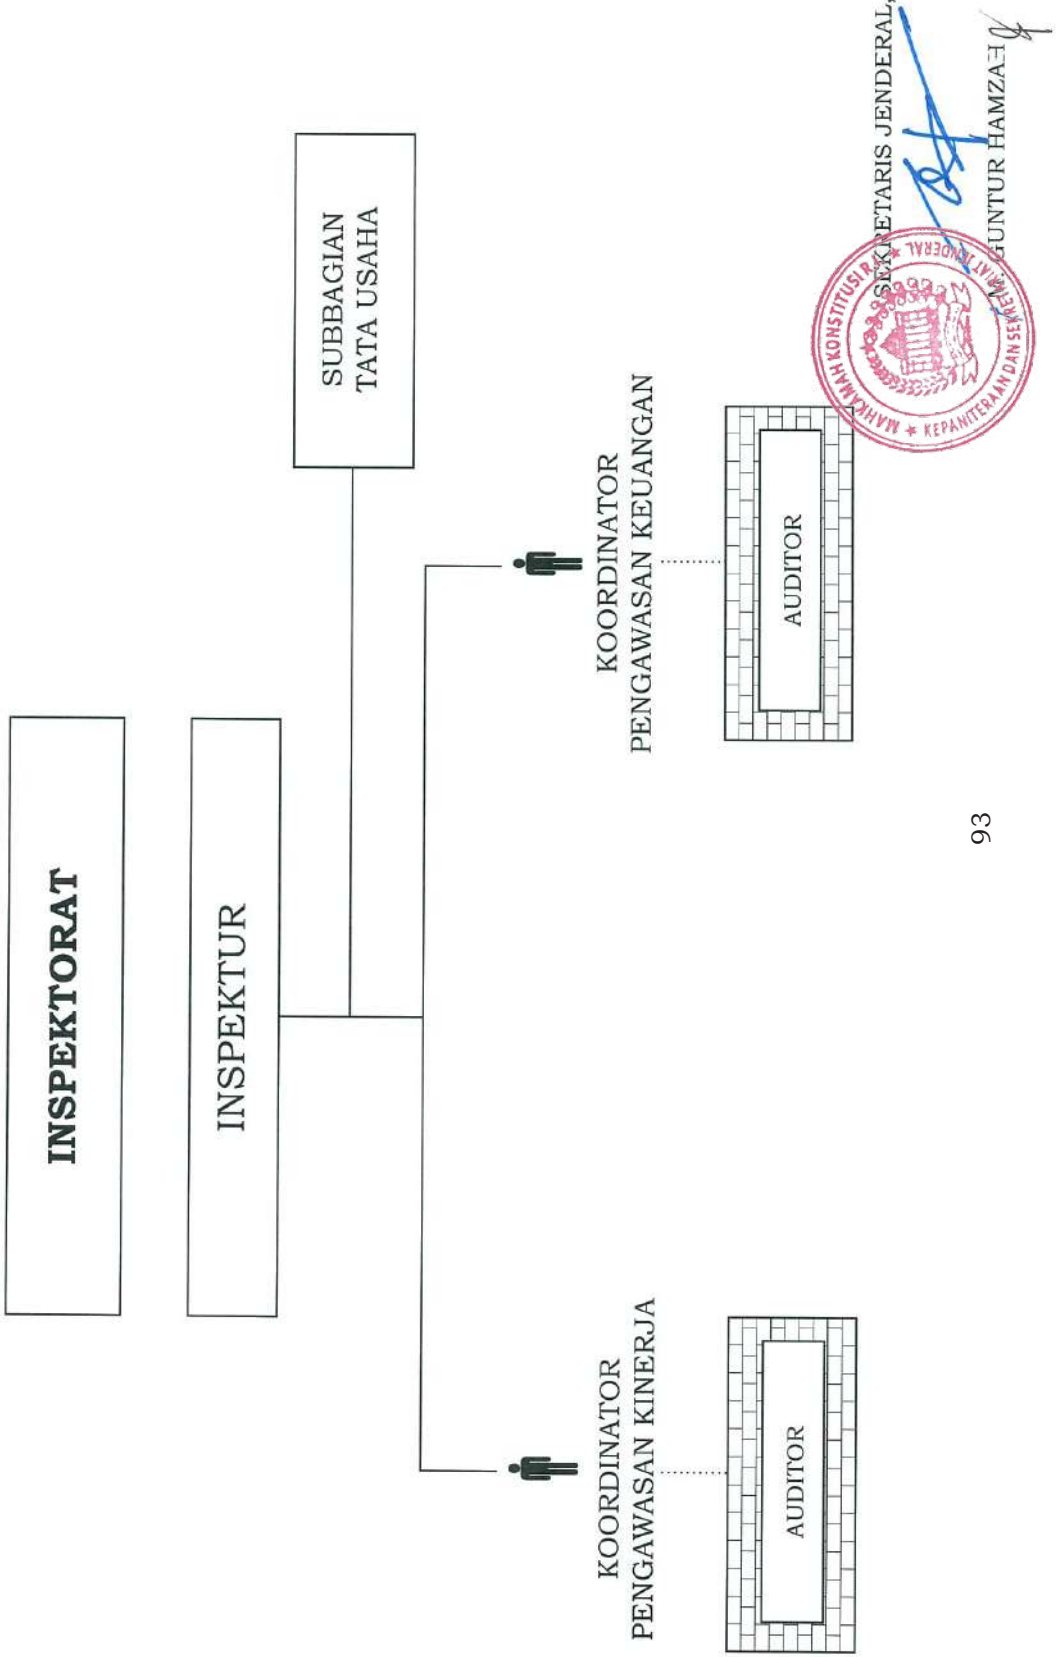 INSPEKTORAT
INSPEKTUR
SUBBAGIAN
TATA USAHA
KOORDINATOR
PENGAWASAN KINERJA
KOORDINATOR
PENGAWASAN KEUANGAN
AUDITOR
AUDITOR
SEKRETARIS JENDERAL,
MAHKAMAH KONSTITUSI R.I.
KEPANITERAAN DAN SEKRETARIAT JENDERAL
M. GUNTUR HAMZAH
93